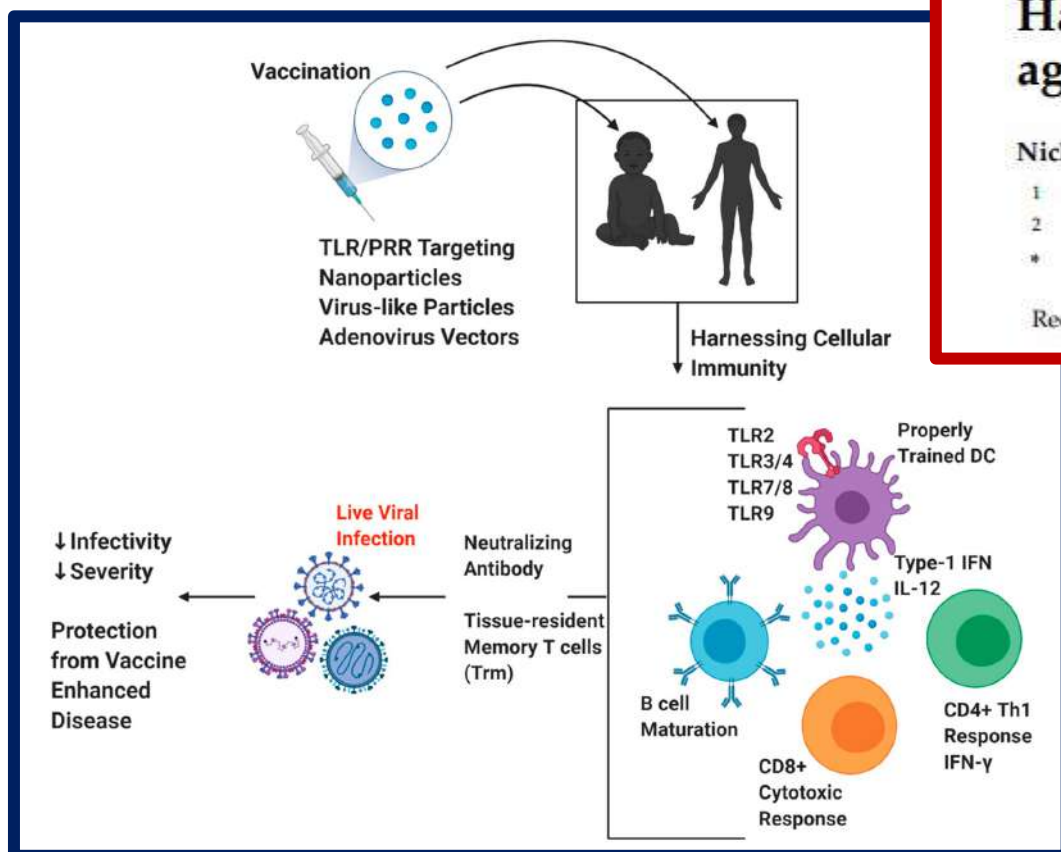 Vaccination
TLR/PRR Targeting
Nanoparticles
Virus-like Particles
Adenovirus Vectors
Harnessing Cellular
Immunity
TLR2
TLR3/4
TLR7/8
TLR9
Properly
Trained DC
Type-1 IFN
IL-12
B cell
Maturation
CD8+
Cytotoxic
Response
CD4+ Th1
Response
IFN-γ
Neutralizing
Antibody
Tissue-resident
Memory T cells
(Trm)
Live Viral
Infection
↓Infectivity
↓Severity
Protection
from Vaccine
Enhanced
Disease
1
2
*